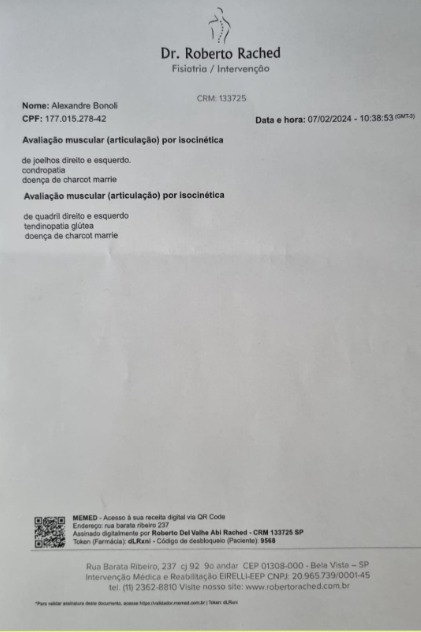 Dr. Roberto Rached
Fisiatria / Intervenção
CRM: 133725
Nome: Alexandre Bonoli
CPF: 177.015.278-42
Data e hora: 07/02/2024 - 10:38:53 (GMT-3)
Avaliação muscular (articulação) por isocinética
de joelhos direito e esquerdo.
condropatia
doença de charcot marrie
Avaliação muscular (articulação) por isocinética
de quadril direito e esquerdo
tendinopatia glútea
doença de charcot marrie
MEMED - Acesso à sua receita digital via QR Code
Endereço: rua barata ribeiro 237
Assinado digitalmente por Roberto Del Valhe Abi Rached - CRM 133725 SP
Token (Farmácia): dLRxnl - Código de desbloqueio (Paciente): 9568
Rua Barata Ribeiro, 237 cj 92 9o andar CEP 01308-000 - Bela Vista – SP
Intervenção Médica e Reabilitação EIRELLI-EEP CNPJ: 20.965.739/0001-45
tel. (11) 2362-8810 Visite nosso site: www.robertorached.com.br
*Para validar assinatura deste documento, acesse https://validador.memed.com.br | Token